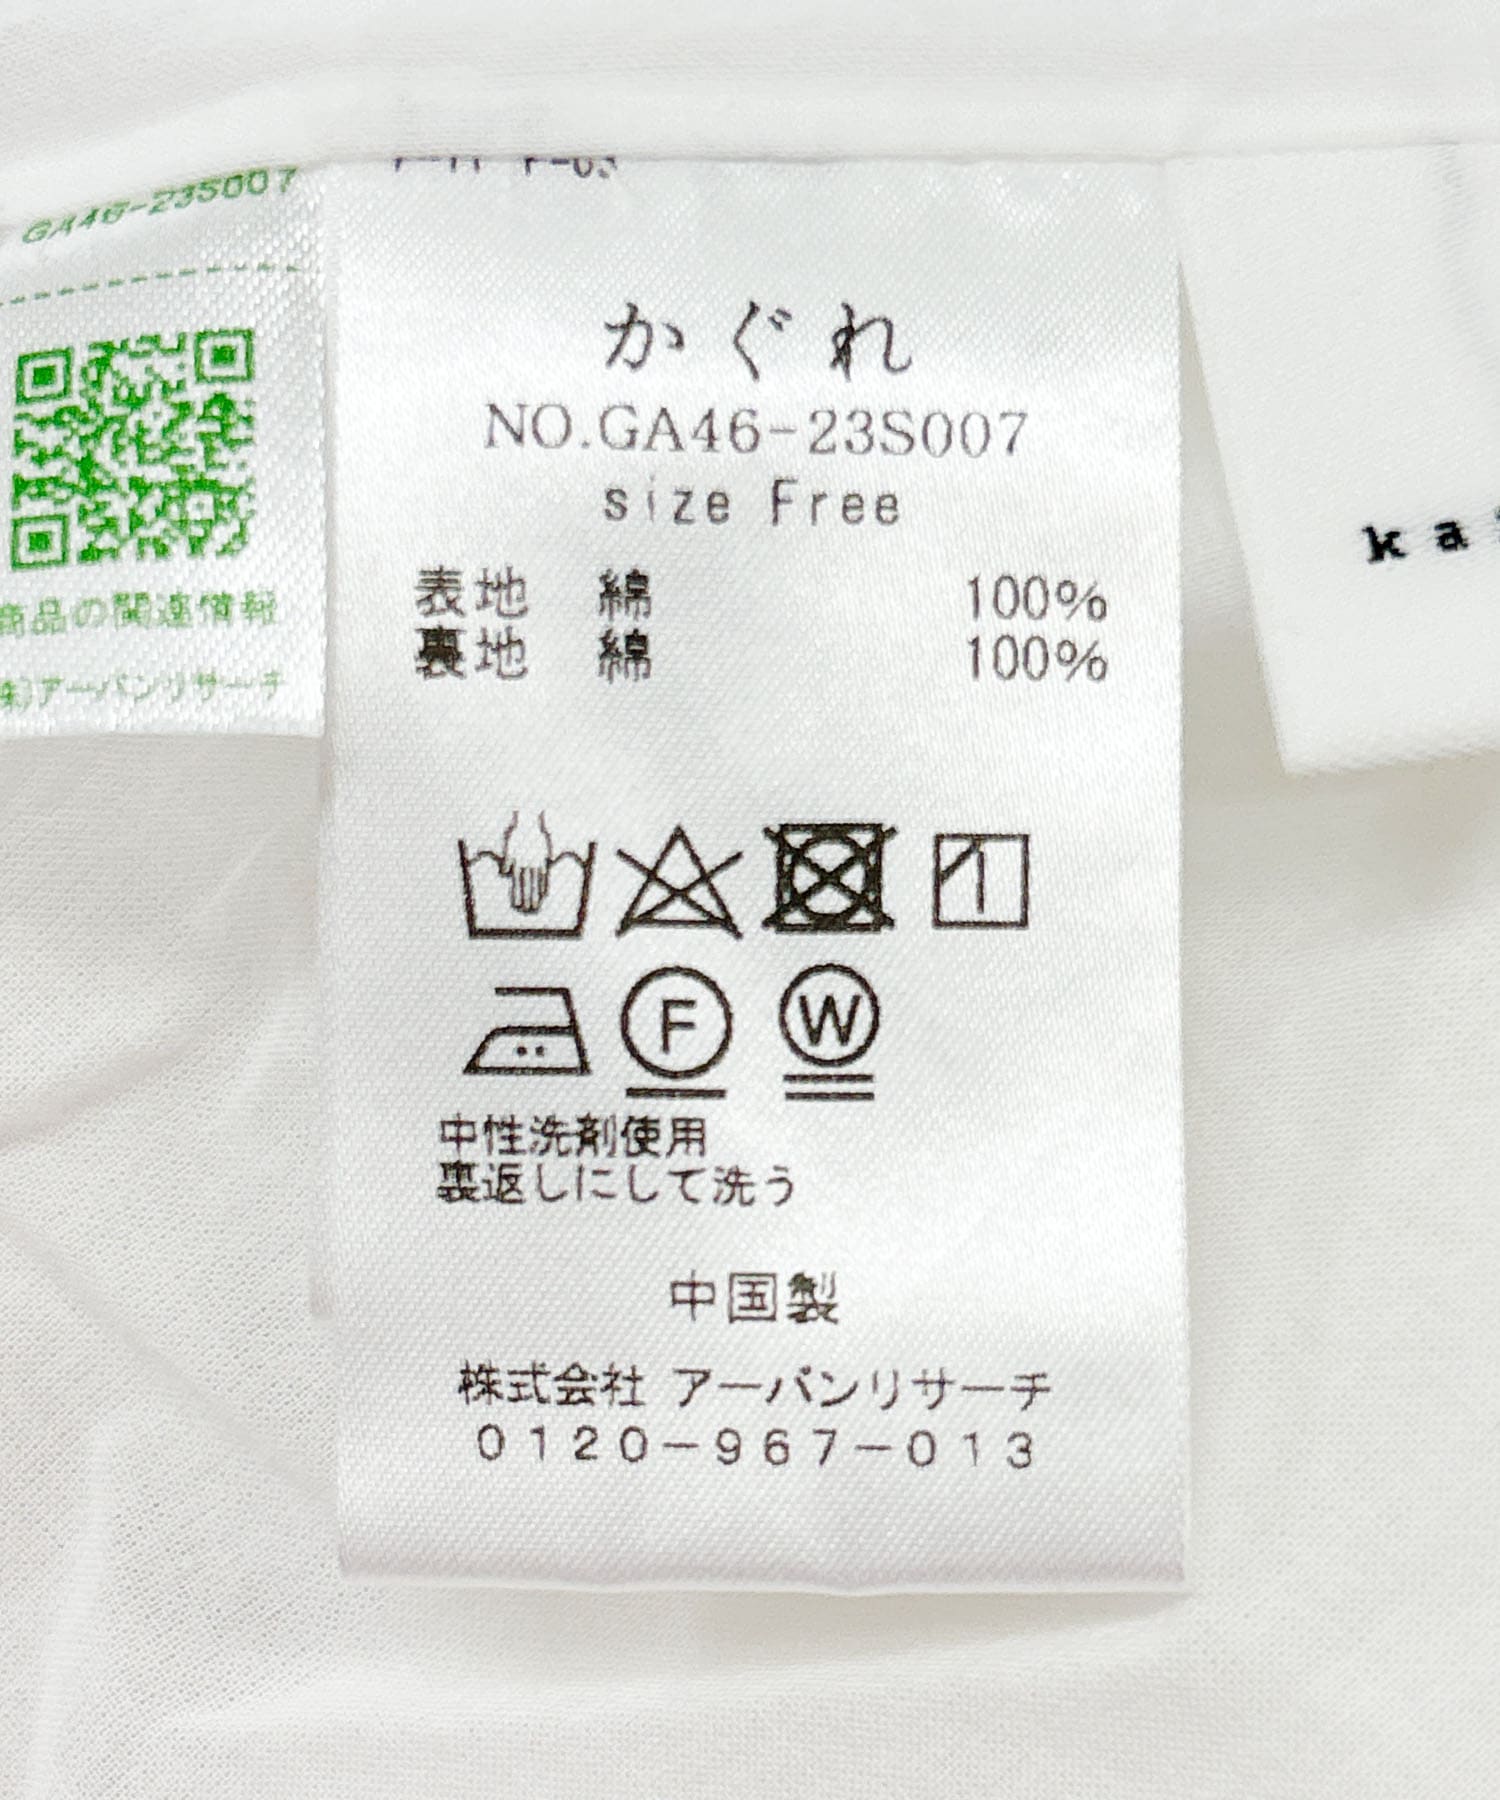 GA46-23S007
商品の関連情報
㈱アーバンリサーチ
かぐれ
NO.GA46-23S007
size Free
表地 綿 100%
裏地 綿 100%
F
W
中性洗剤使用
裏返しにして洗う
中国製
株式会社 アーバンリサーチ
0120-967-013
ka